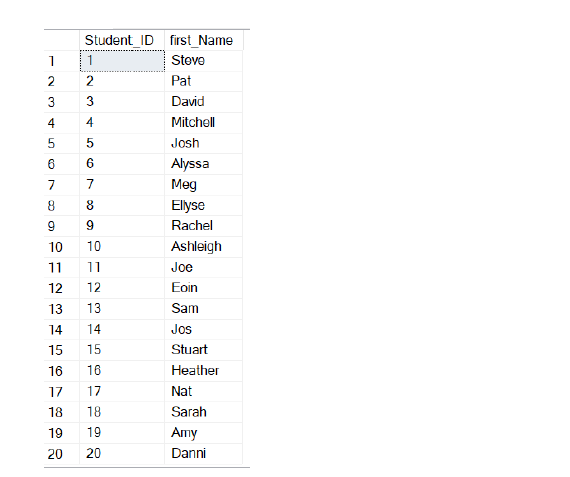 Student_ID first_Name
1 1 Steve
2 2 Pat
3 3 David
4 4 Mitchell
5 5 Josh
6 6 Alyssa
7 7 Meg
8 8 Ellyse
9 9 Rachel
10 10 Ashleigh
11 11 Joe
12 12 Eoin
13 13 Sam
14 14 Jos
15 15 Stuart
16 16 Heather
17 17 Nat
18 18 Sarah
19 19 Amy
20 20 Danni